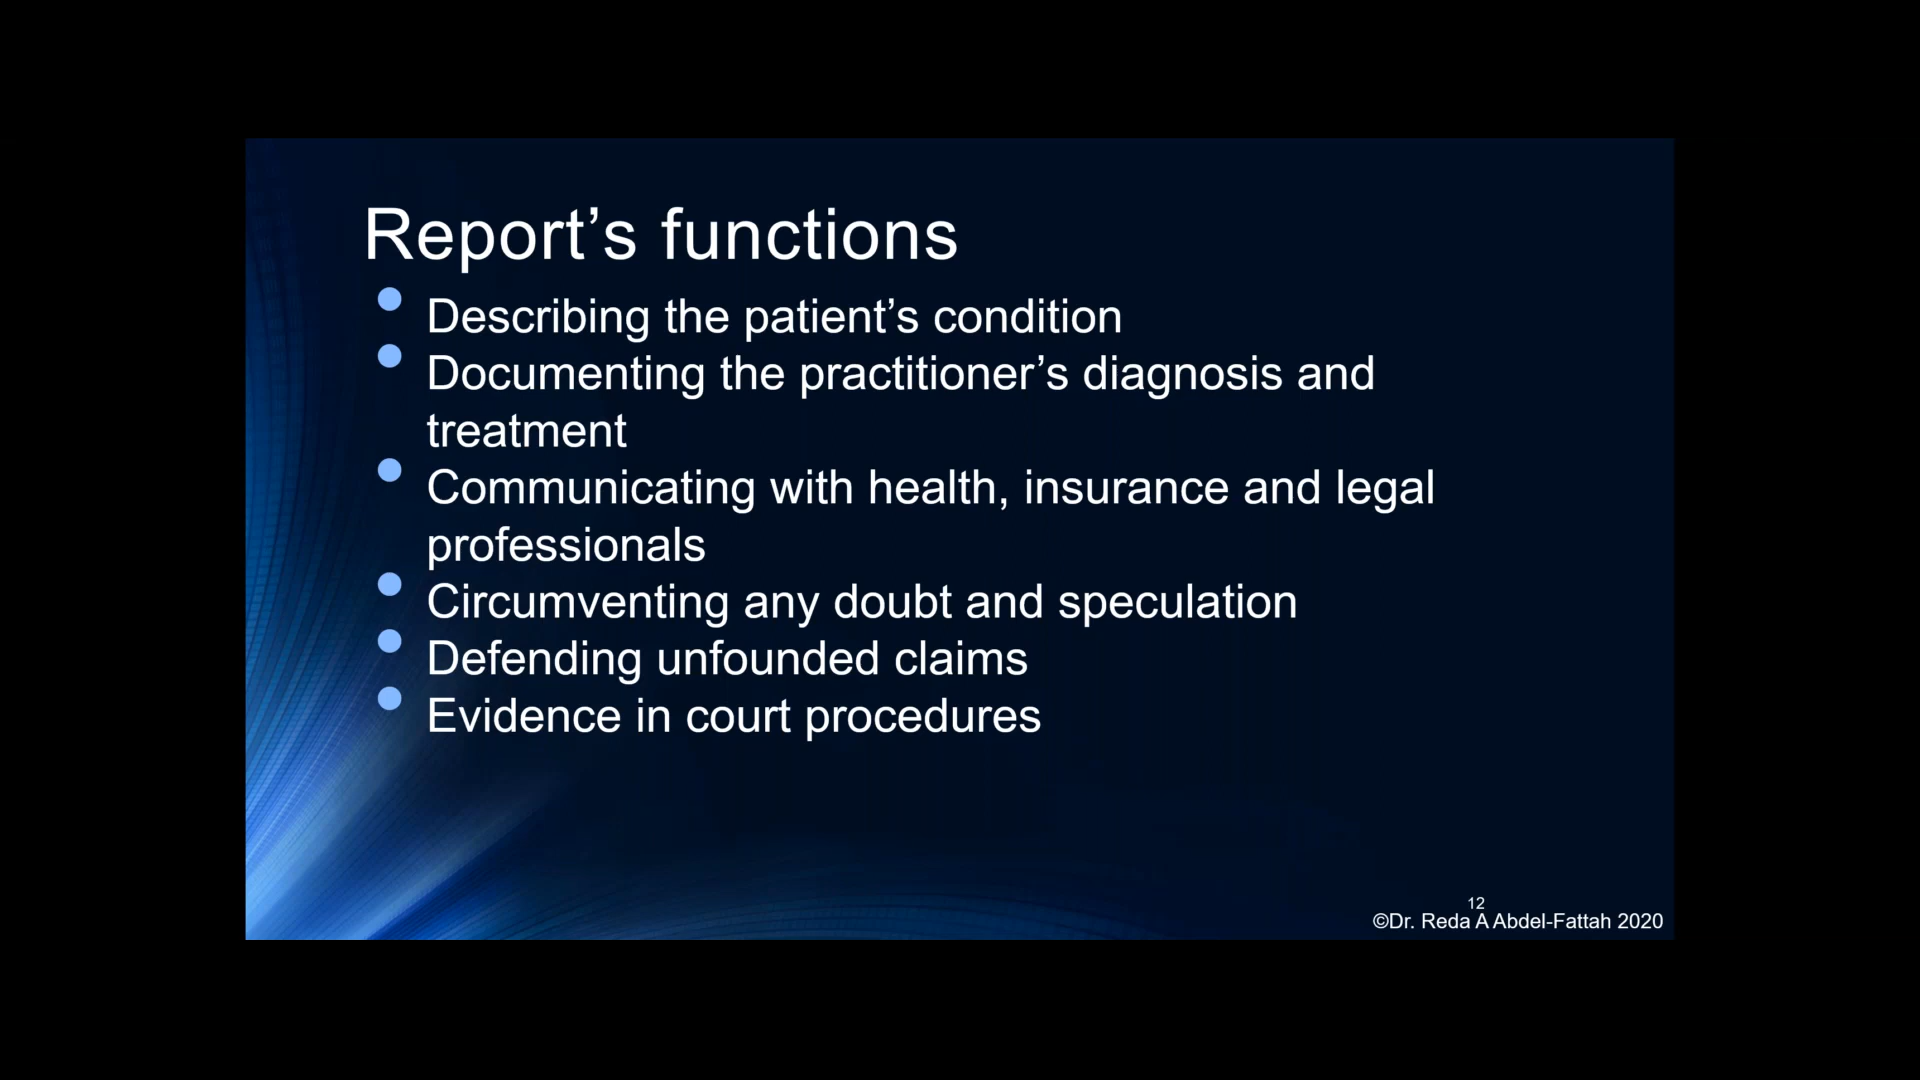 Report’s functions
Describing the patient’s condition
Documenting the practitioner’s diagnosis and
treatment
Communicating with health, insurance and legal
professionals
Circumventing any doubt and speculation
Defending unfounded claims
Evidence in court procedures
12
©Dr. Reda A Abdel-Fattah 2020